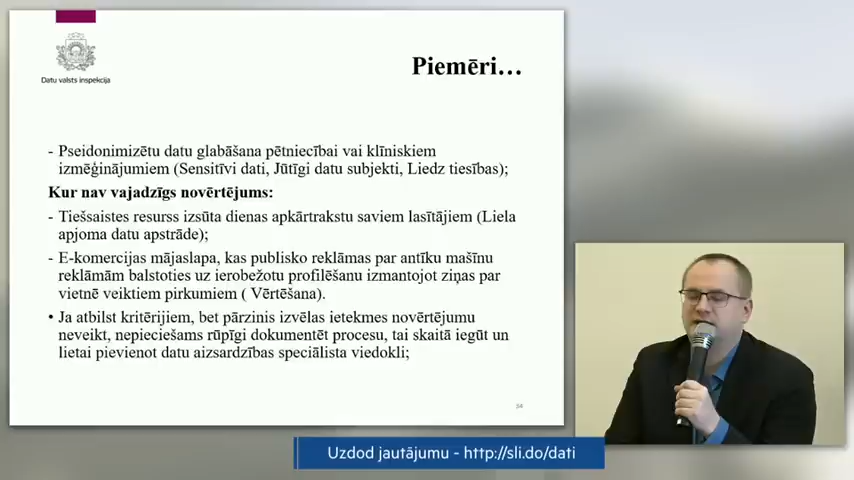 Datu valsts inspekcija
Piemēri…
- Pseidonimizētu datu glabāšana pētniecībai vai klīniskiem
izmēģinājumiem (Sensitīvi dati, Jūtīgi datu subjekti, Liedz tiesības);
Kur nav vajadzīgs novērtējums:
- Tiešsaistes resurss izsūta dienas apkārtrakstu saviem lasītājiem (Liela
apjoma datu apstrāde);
- E-komercijas mājaslapa, kas publisko reklāmas par antīku mašīnu
reklāmām balstoties uz ierobežotu profilēšanu izmantojot ziņas par
vietnē veiktiem pirkumiem ( Vērtēšana).
• Ja atbilst kritērijiem, bet pārzinis izvēlas ietekmes novērtējumu
neveikt, nepieciešams rūpīgi dokumentēt procesu, tai skaitā iegūt un
lietai pievienot datu aizsardzības speciālista viedokli;
34
Uzdod jautājumu - http://sli.do/dati